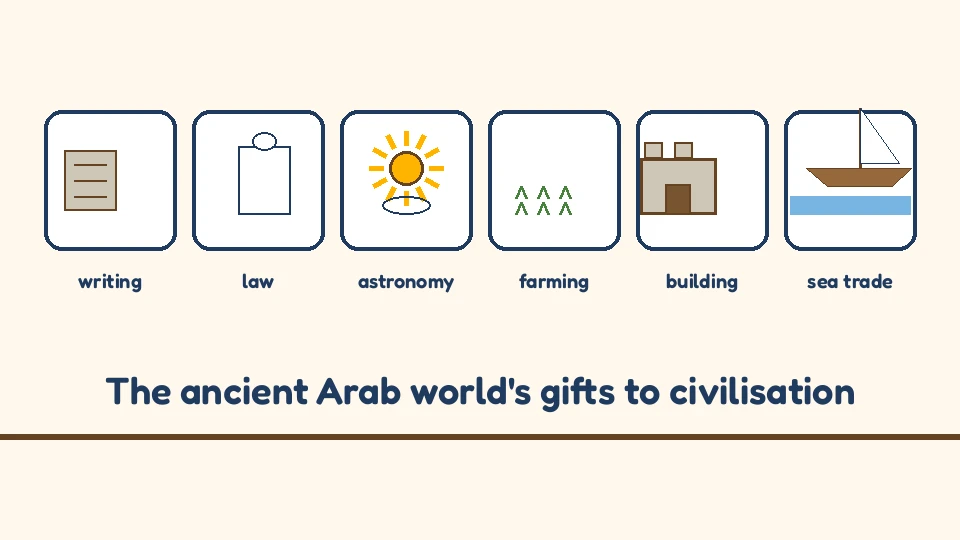 writing law astronomy farming building sea trade
The ancient Arab world's gifts to civilisation